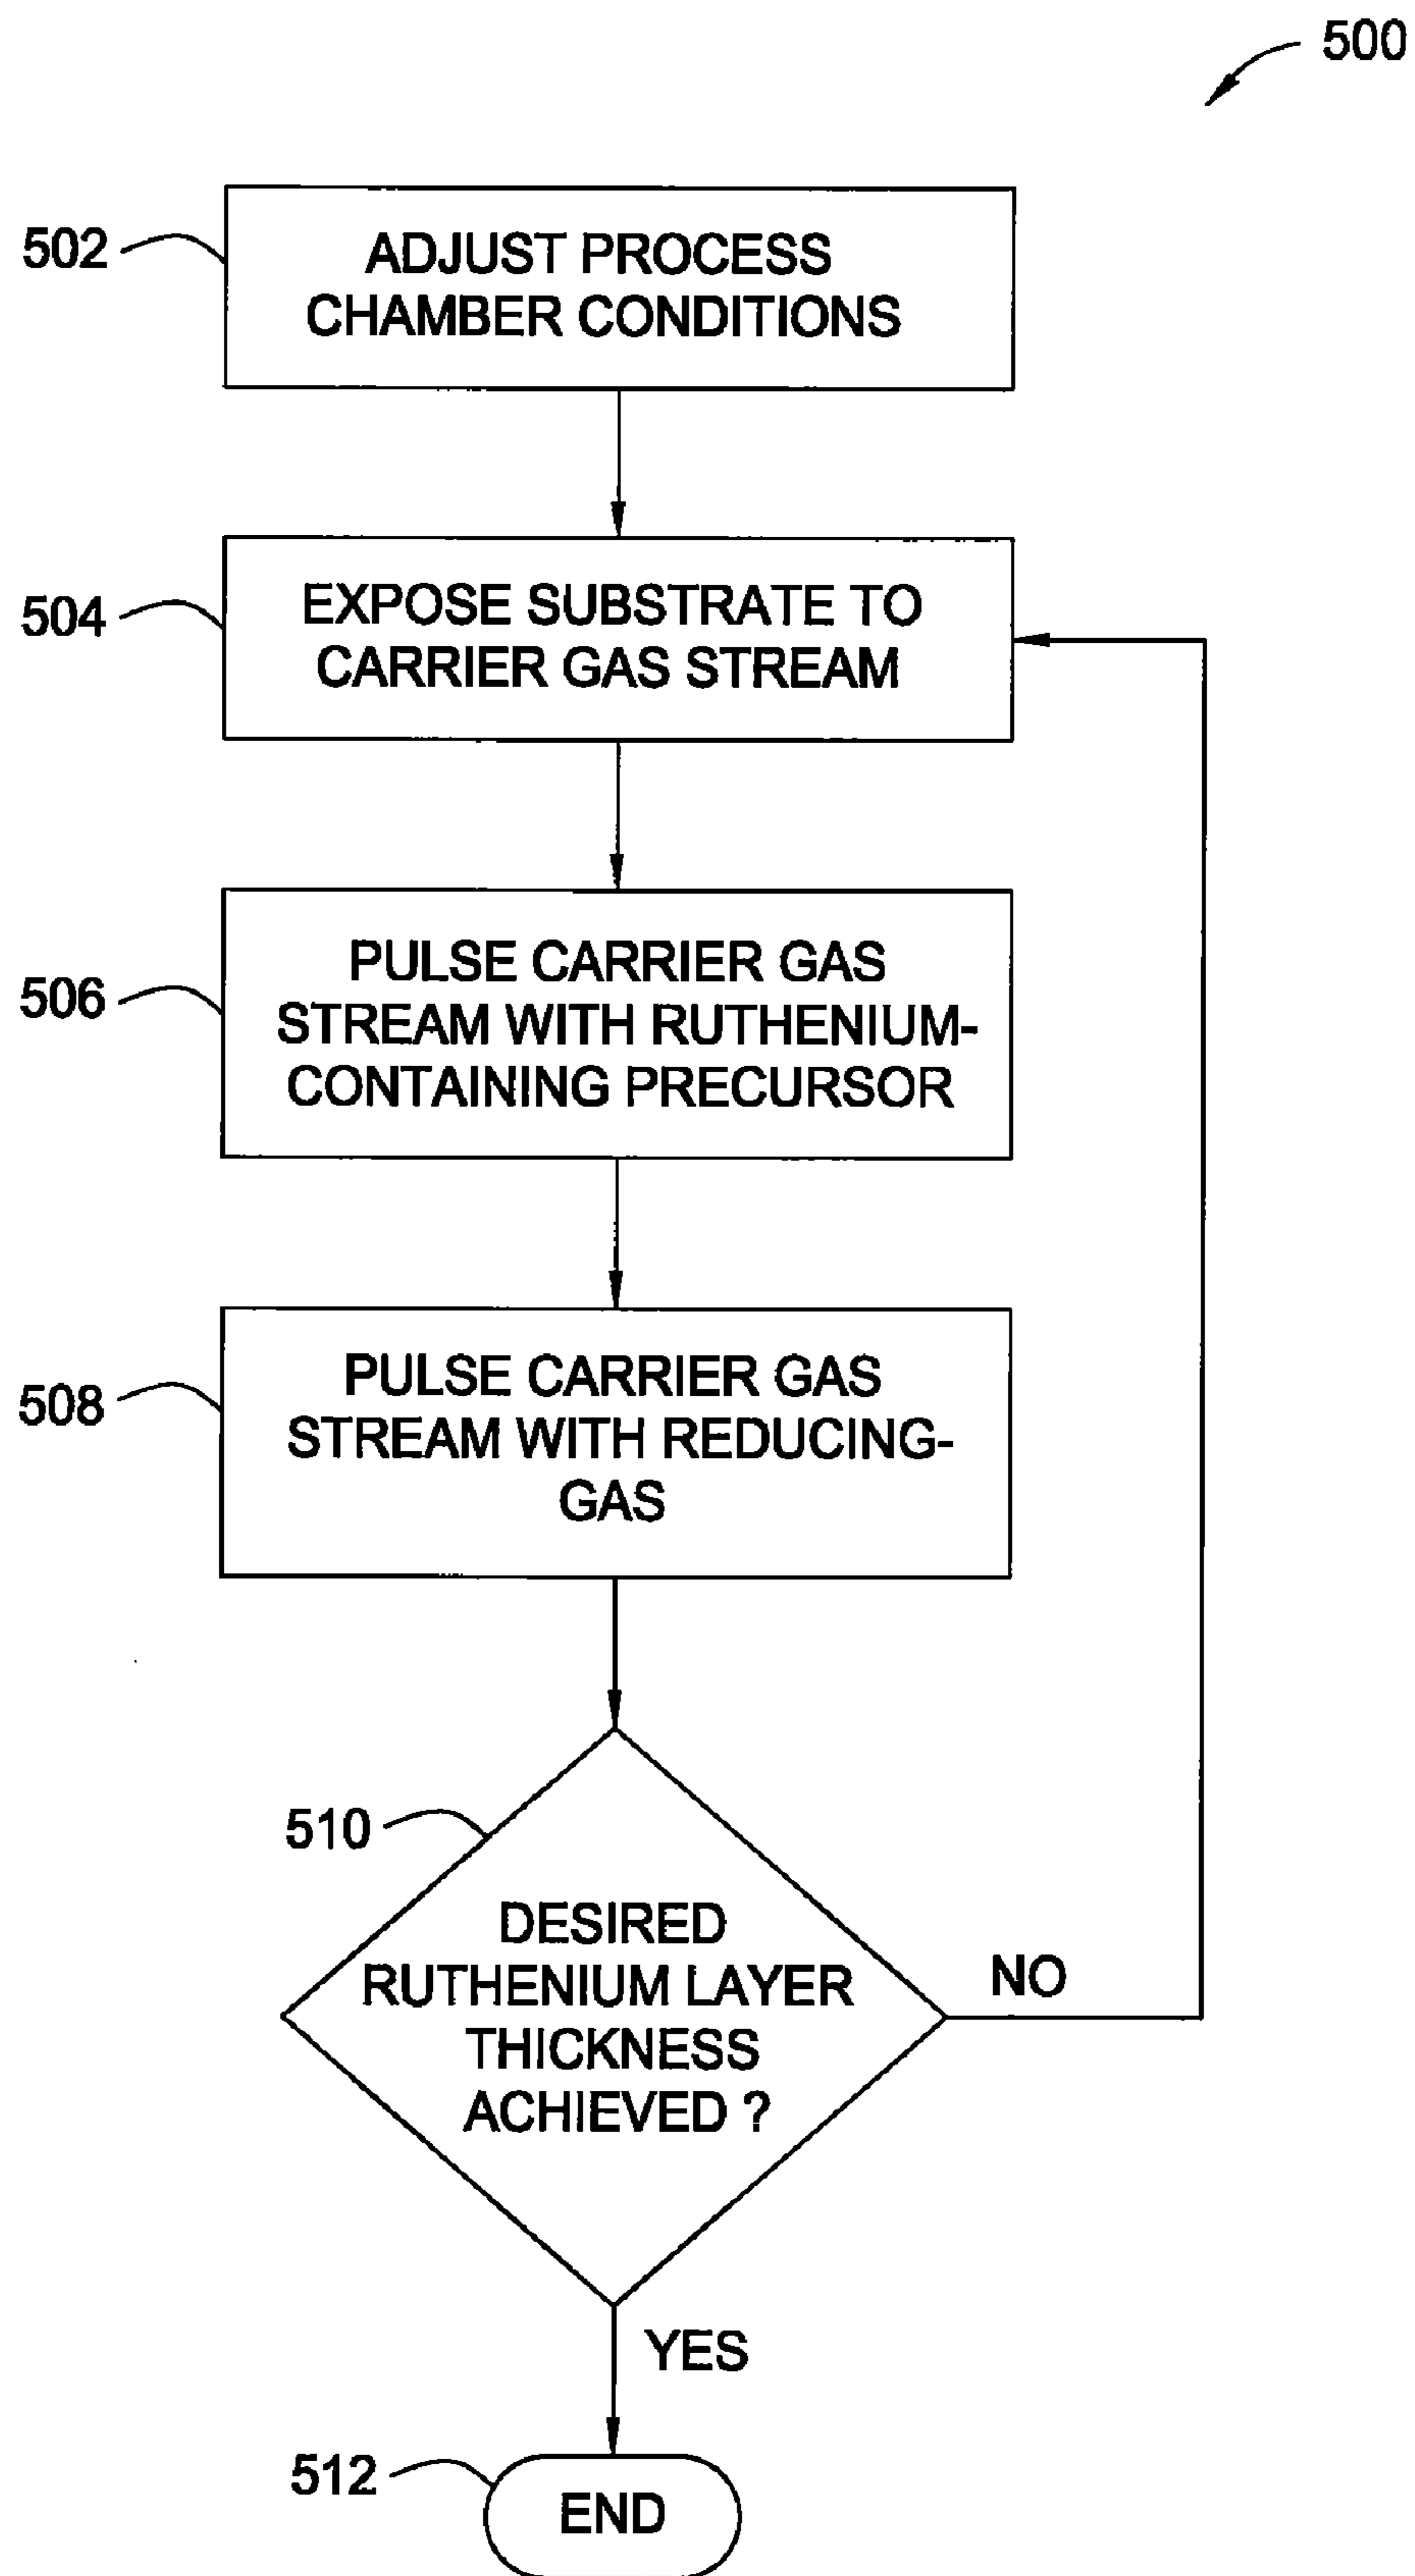 500
502
ADJUST PROCESS
CHAMBER CONDITIONS
504
EXPOSE SUBSTRATE TO
CARRIER GAS STREAM
506
PULSE CARRIER GAS
STREAM WITH RUTHENIUM-
CONTAINING PRECURSOR
508
PULSE CARRIER GAS
STREAM WITH REDUCING-
GAS
510
DESIRED
RUTHENIUM LAYER
THICKNESS
ACHIEVED ?
NO
YES
512
END